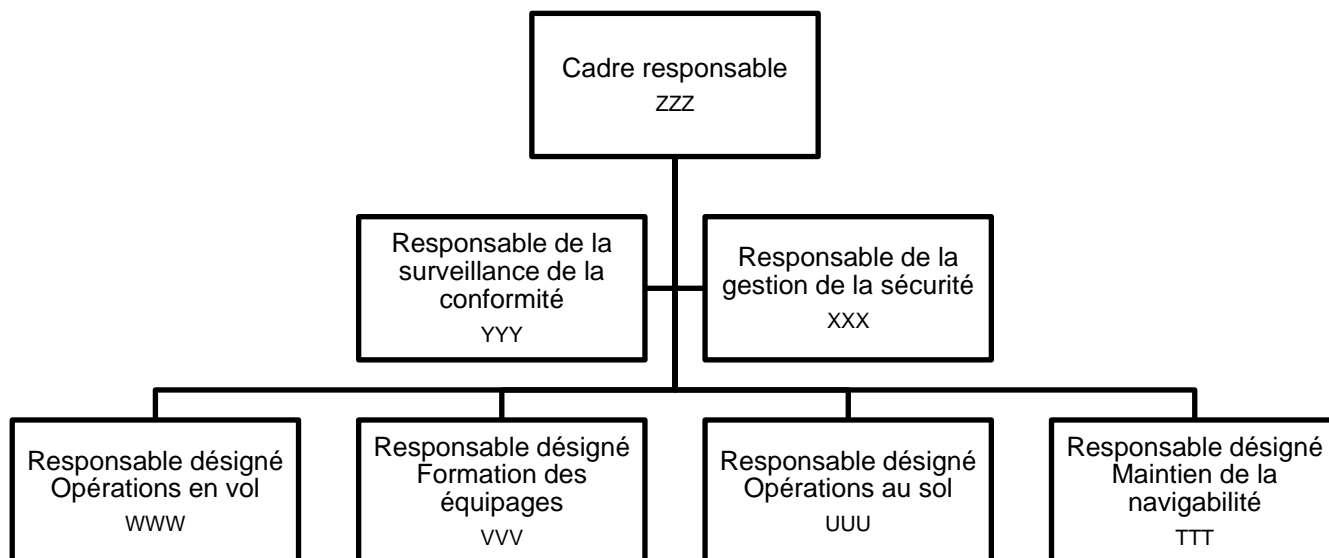 Cadre responsable
ZZZ
Responsable de la
surveillance de la
conformité
YYY
Responsable de la
gestion de la sécurité
XXX
Responsable désigné
Opérations en vol
WWW
Responsable désigné
Formation des
équipages
VVV
Responsable désigné
Opérations au sol
UUU
Responsable désigné
Maintien de la
navigabilité
TTT